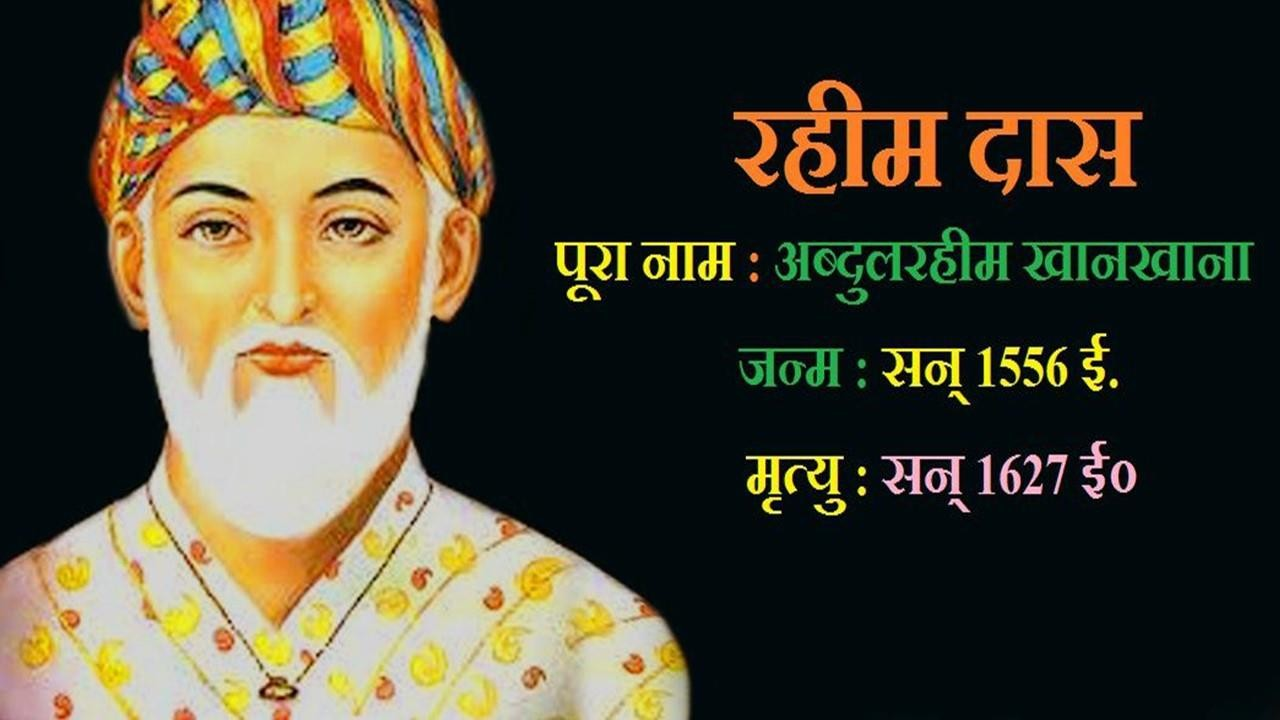 रहीम दास
पूरा नाम : अब्दुलरहीम खानखाना
जन्म : सन् 1556 ई.
मृत्यु : सन् 1627 ई०